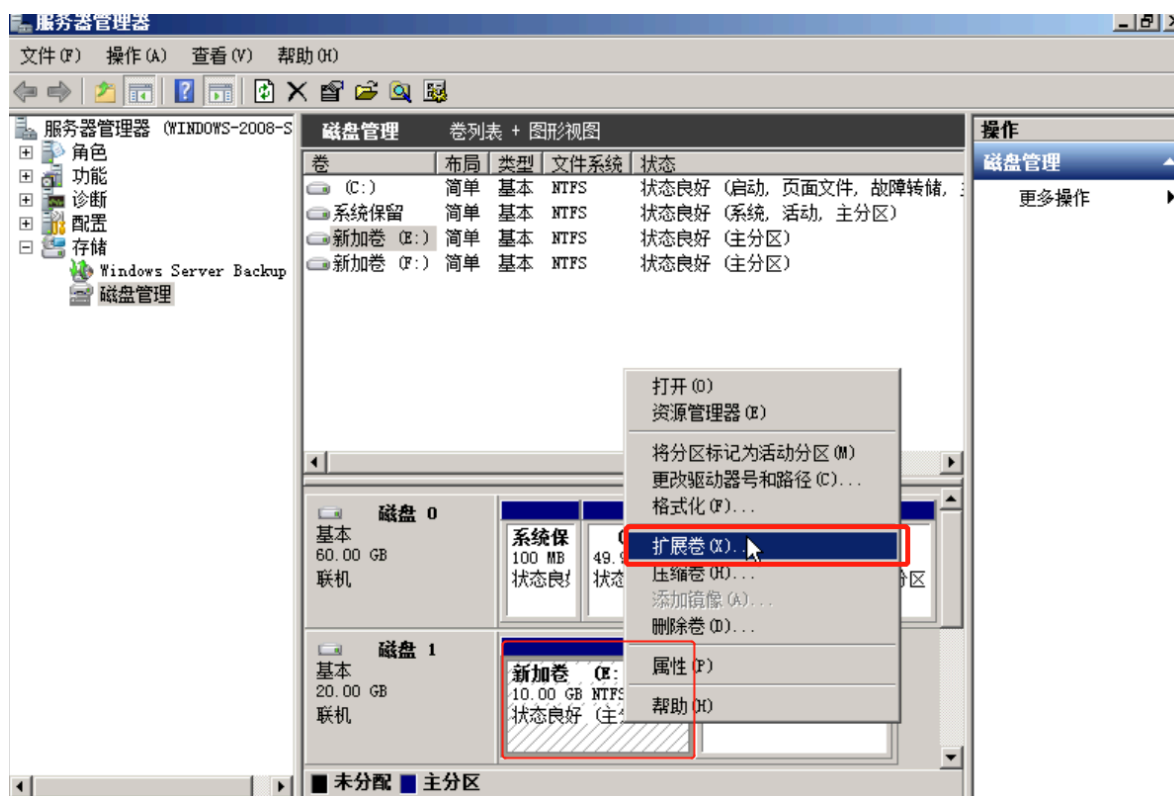 服务器管理器
文件(F) 操作(A) 查看(V) 帮助(H)
服务器管理器 (WINDOWS-2008-S
角色
功能
诊断
配置
存储
Windows Server Backup
磁盘管理
磁盘管理 卷列表 + 图形视图
卷 布局 类型 文件系统 状态
(C:) 简单 基本 NTFS 状态良好 (启动, 页面文件, 故障转储,
系统保留 简单 基本 NTFS 状态良好 (系统, 活动, 主分区)
新加卷 (E:) 简单 基本 NTFS 状态良好 (主分区)
新加卷 (F:) 简单 基本 NTFS 状态良好 (主分区)
打开(O)
资源管理器(E)
将分区标记为活动分区(M)
更改驱动器号和路径(C)...
格式化(F)...
扩展卷(X)...
压缩卷(H)...
添加镜像(A)...
删除卷(D)...
属性(P)
帮助(H)
磁盘 0
基本
60.00 GB
联机
系统保
100 MB
状态良
49.9
状态
区
磁盘 1
基本
20.00 GB
联机
新加卷 (E:
10.00 GB NTFS
状态良好 (主
未分配 主分区
操作
磁盘管理
更多操作